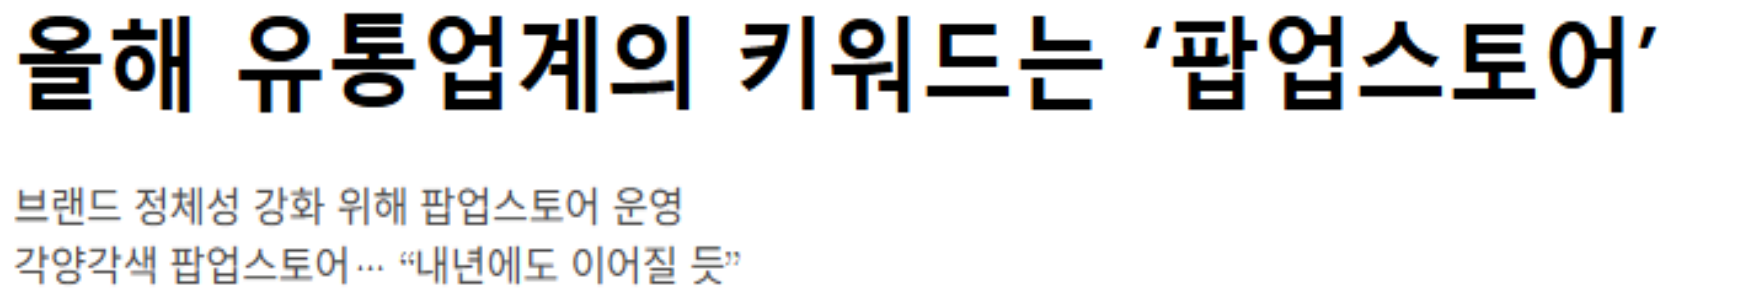 올해 유통업계의 키워드는 ‘팝업스토어’
브랜드 정체성 강화 위해 팝업스토어 운영
각양각색 팝업스토어… “내년에도 이어질 듯”